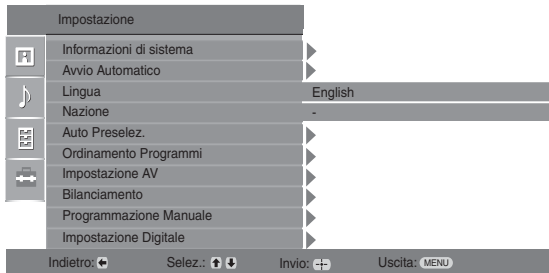 Impostazione
Informazioni di sistema
Avvio Automatico
Lingua English
Nazione -
Auto Preselez.
Ordinamento Programmi
Impostazione AV
Bilanciamento
Programmazione Manuale
Impostazione Digitale
Indietro: Selez.: Invio: Uscita: MENU